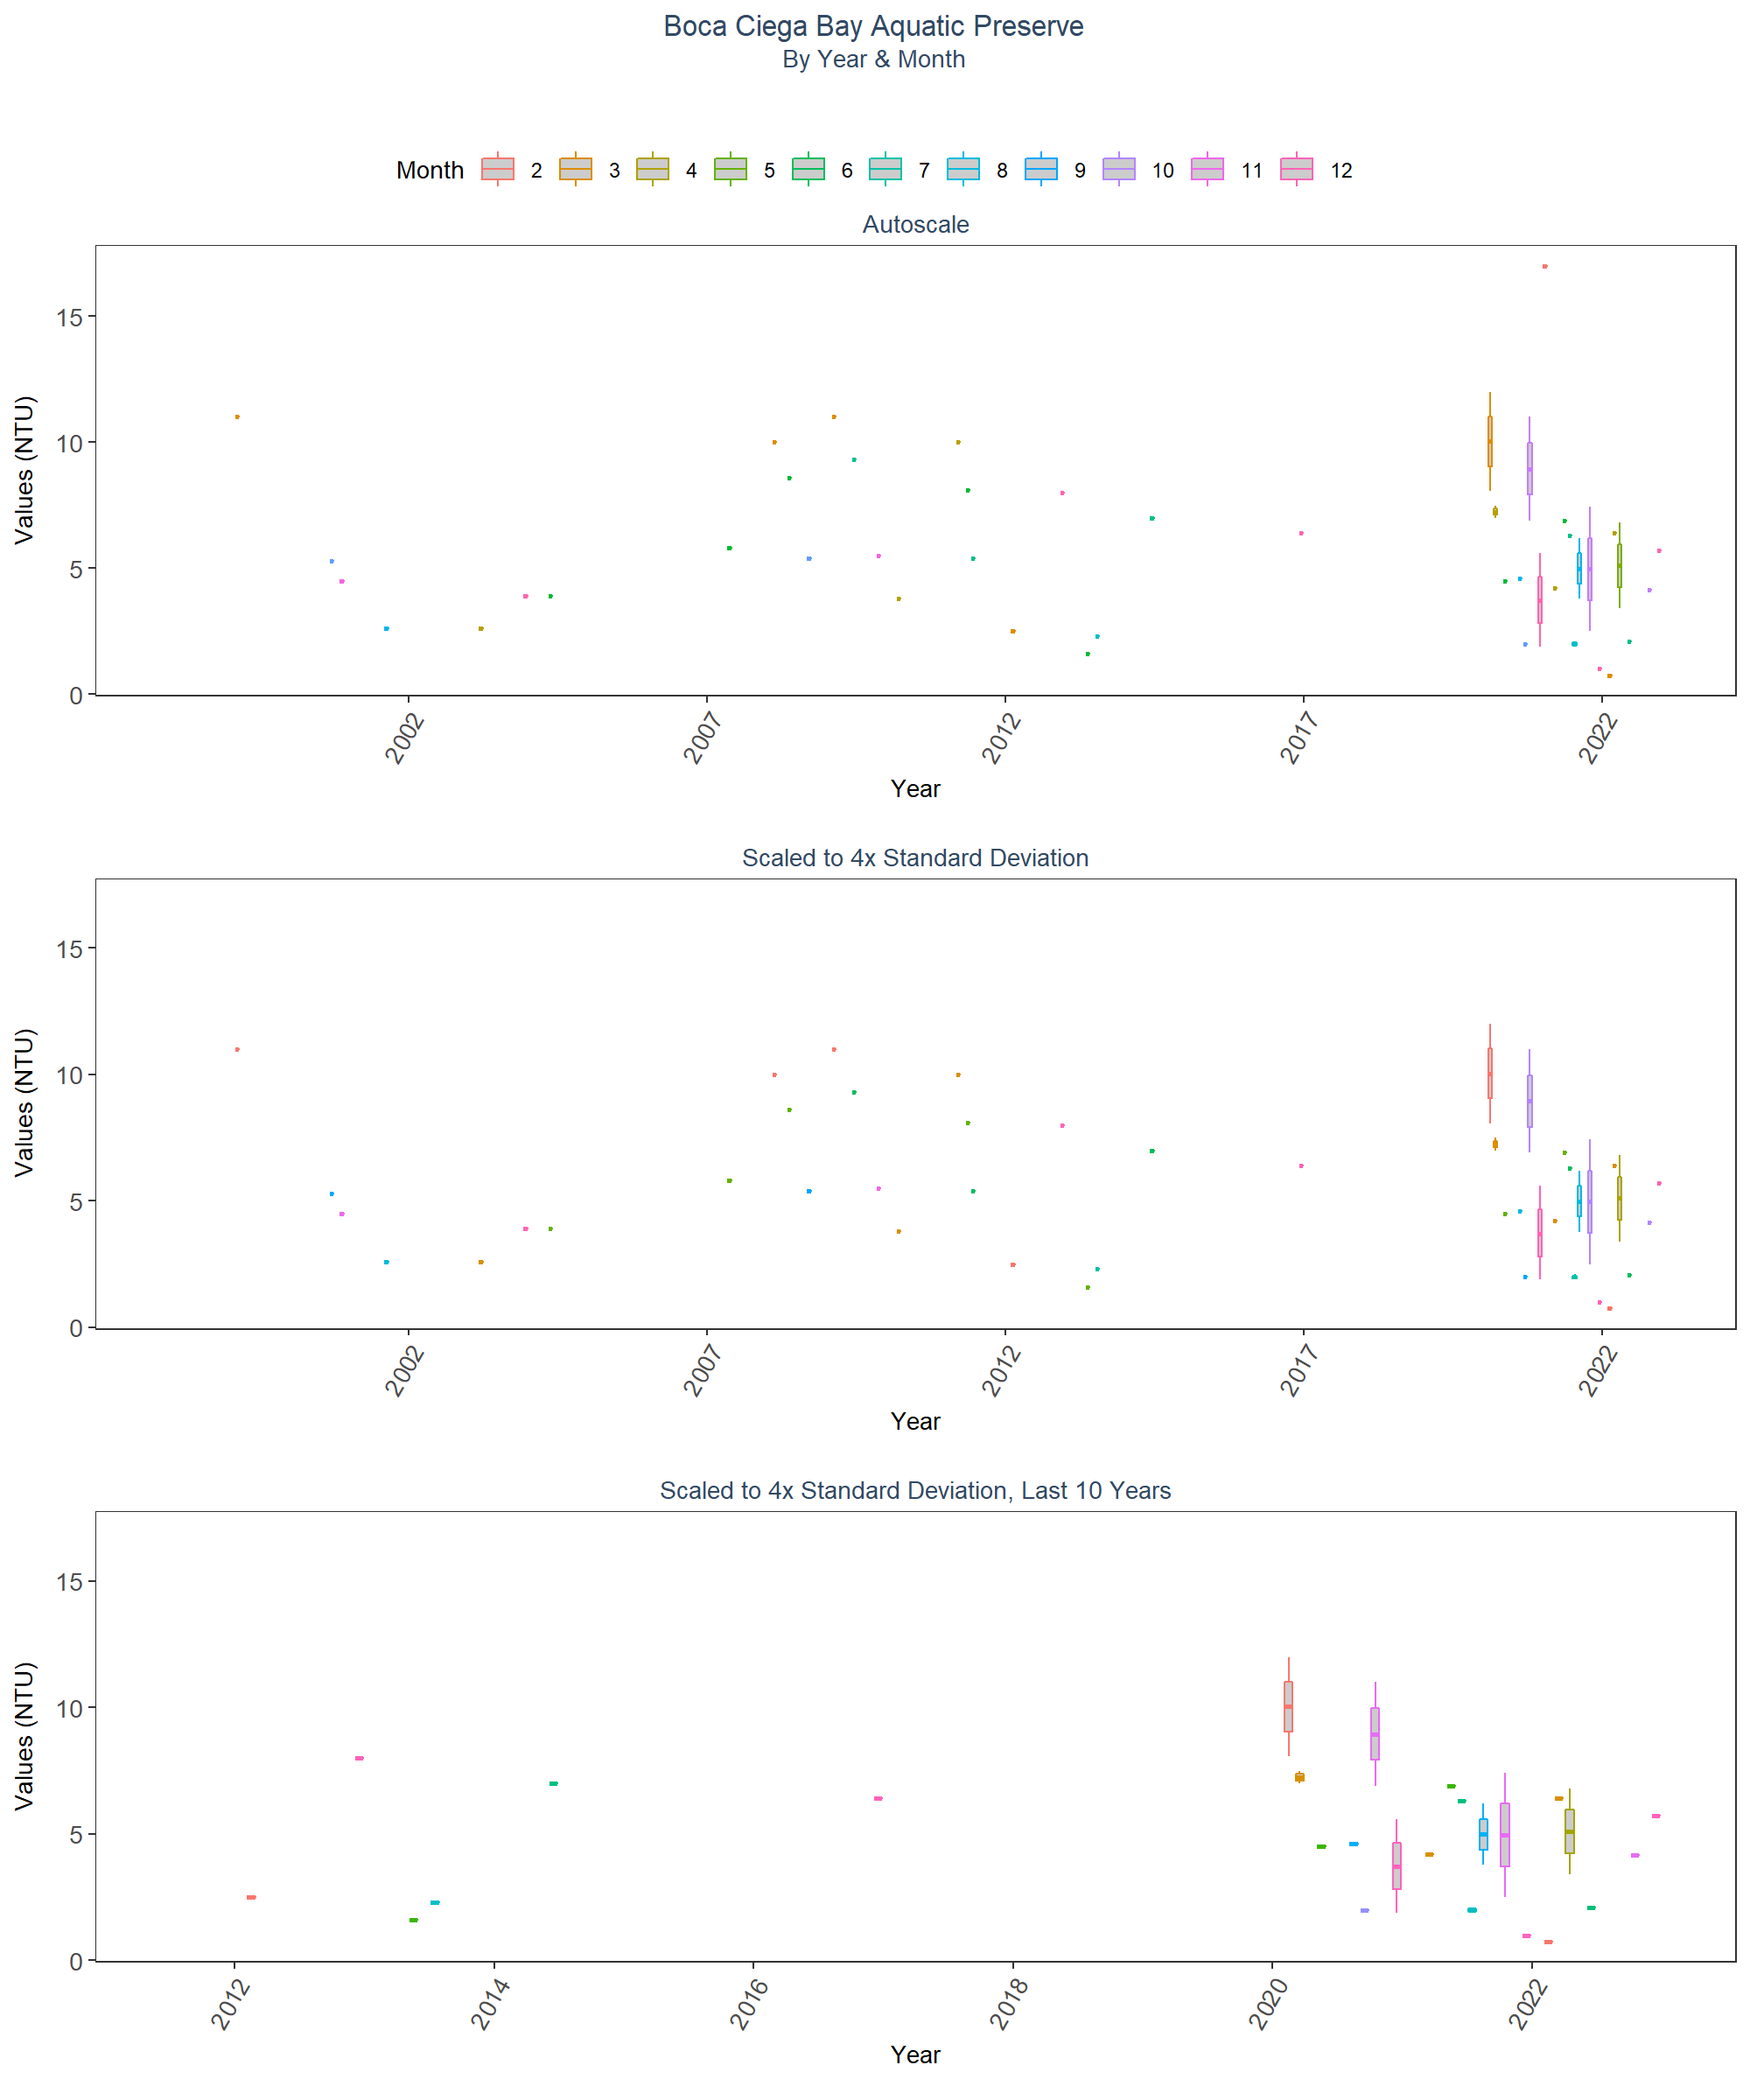 Boca Ciega Bay Aquatic Preserve
By Year & Month
Month 2 3 4 5 6 7 8 9 10 11 12
Autoscale
Values (NTU)
15
10
5
0
2002 2007 2012 2017 2022
Year
Scaled to 4x Standard Deviation
Values (NTU)
15
10
5
0
2002 2007 2012 2017 2022
Year
Scaled to 4x Standard Deviation, Last 10 Years
Values (NTU)
15
10
5
0
2012 2014 2016 2018 2020 2022
Year